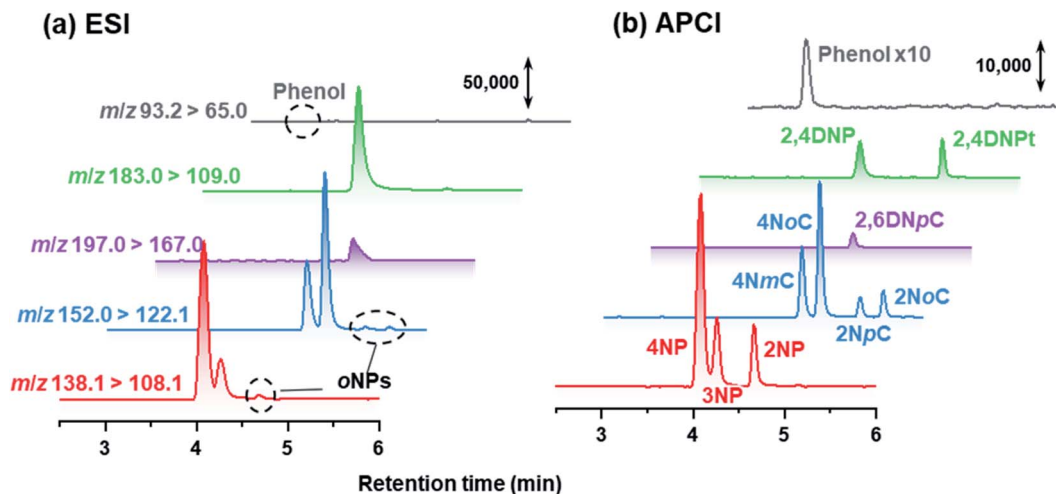 (a) ESI
Phenol
50,000
m/z 93.2 > 65.0
m/z 183.0 > 109.0
m/z 197.0 > 167.0
m/z 152.0 > 122.1
m/z 138.1 > 108.1
oNPs
3 4 5 6
(b) APCI
Phenol x10
10,000
2,4DNP 2,4DNPt
4NoC 2,6DNpC
4NmC 2NoC
2NpC
4NP 2NP
3NP
3 4 5 6
Retention time (min)